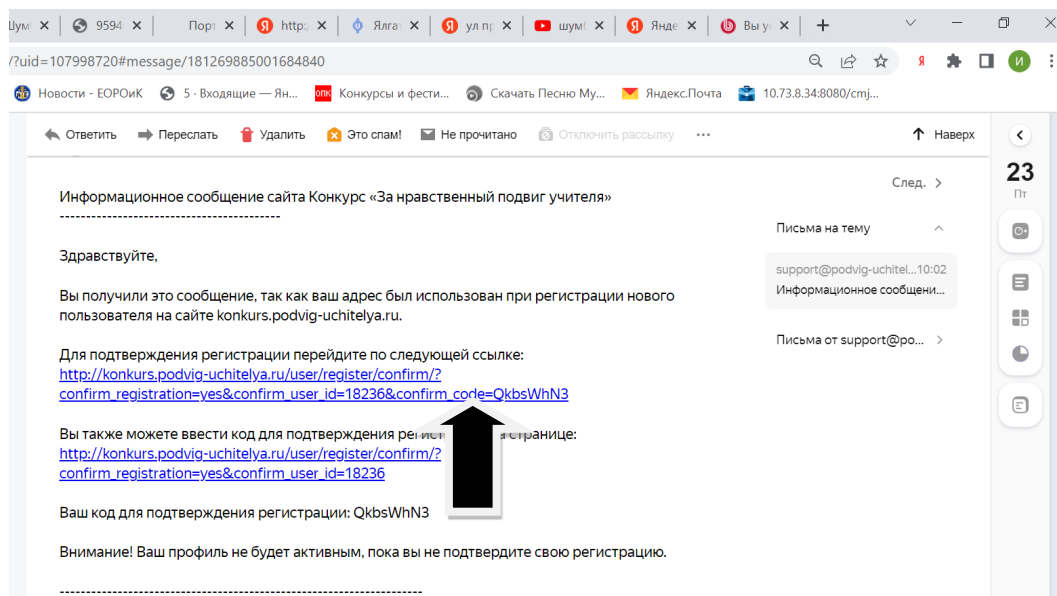 9594
http:
ул пр
/?uid=107998720#message/181269885001684840
Новости - ЕОРОиК
5 · Входящие — Ян...
Конкурсы и фести...
Скачать Песню Му...
Яндекс.Почта
10.73.8.34:8080/cmj...
Ответить
Переслать
Удалить
Это спам!
Не прочитано
Отключить рассылку
Наверх
23
Пт
След.
Информационное сообщение сайта Конкурс «За нравственный подвиг учителя»
------------------------------------------
Здравствуйте,
Вы получили это сообщение, так как ваш адрес был использован при регистрации нового
пользователя на сайте konkurs.podvig-uchitelya.ru.
Для подтверждения регистрации перейдите по следующей ссылке:
http://konkurs.podvig-uchitelya.ru/user/register/confirm/?
confirm_registration=yes&confirm_user_id=18236&confirm_code=QkbsWhN3
Вы также можете ввести код для подтверждения странице:
http://konkurs.podvig-uchitelya.ru/user/register/confirm/?
confirm_registration=yes&confirm_user_id=18236
Ваш код для подтверждения регистрации: QkbsWhN3
Внимание! Ваш профиль не будет активным, пока вы не подтвердите свою регистрацию.
---------------------------------------------------------------------
Письма на тему
support@podvig-uchitel...10:02
Информационное сообщени...
Письма от support@po...